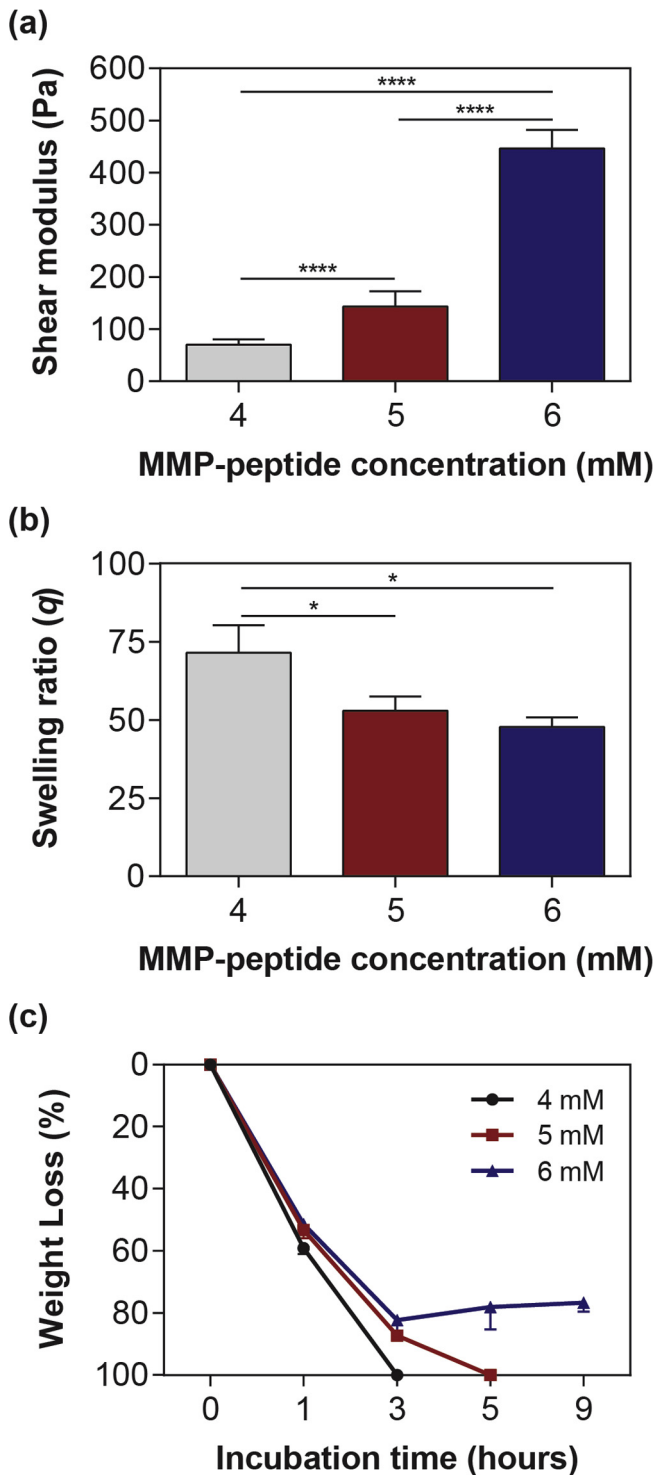 (a)
Shear modulus (Pa)
600
500
400
300
200
100
0
****
****
****
4 5 6
MMP-peptide concentration (mM)
(b)
Swelling ratio (q)
100
75
50
25
0
*
*
4 5 6
MMP-peptide concentration (mM)
(c)
Weight Loss (%)
0
20
40
60
80
100
4 mM
5 mM
6 mM
0 1 3 5 9
Incubation time (hours)